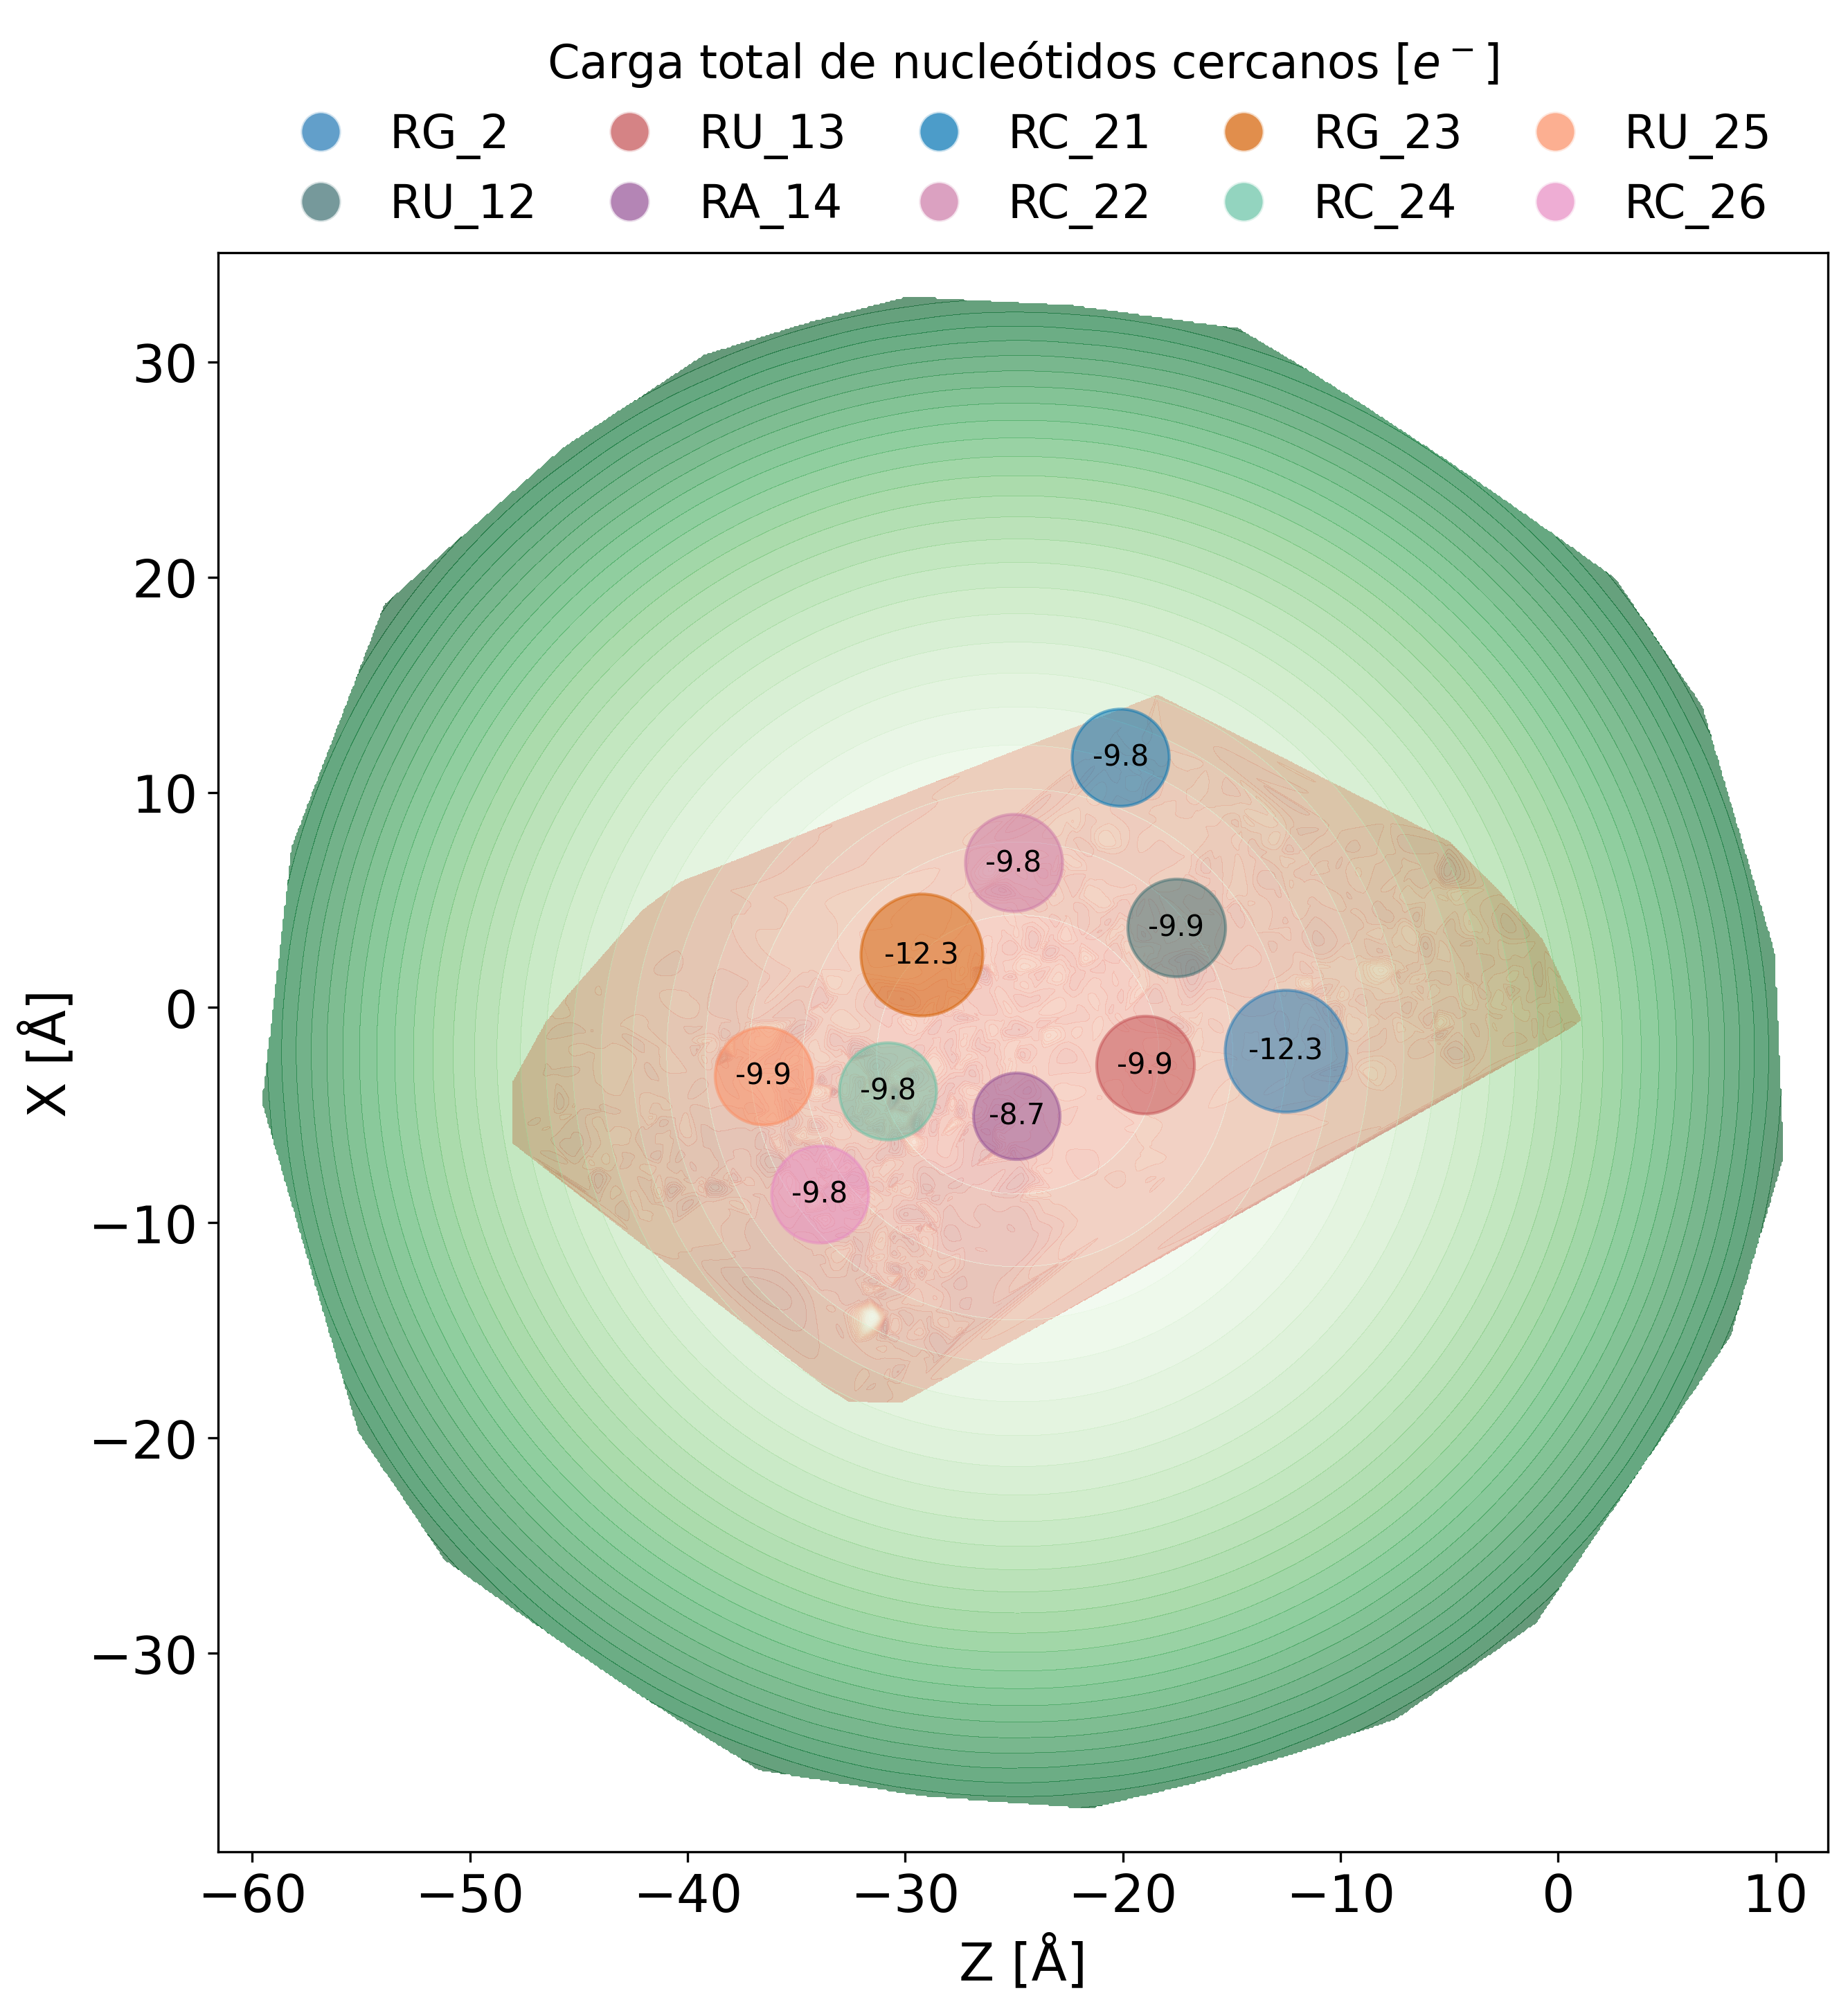 Carga total de nucleótidos cercanos [e⁻]
RG_2 RU_13 RC_21 RG_23 RU_25
RU_12 RA_14 RC_22 RC_24 RC_26
30
20
10
0
−10
−20
−30
X [Å]
-9.8
-9.8
-9.9
-12.3
-12.3
-9.9
-9.9
-9.8
-8.7
-9.8
−60 −50 −40 −30 −20 −10 0 10
Z [Å]